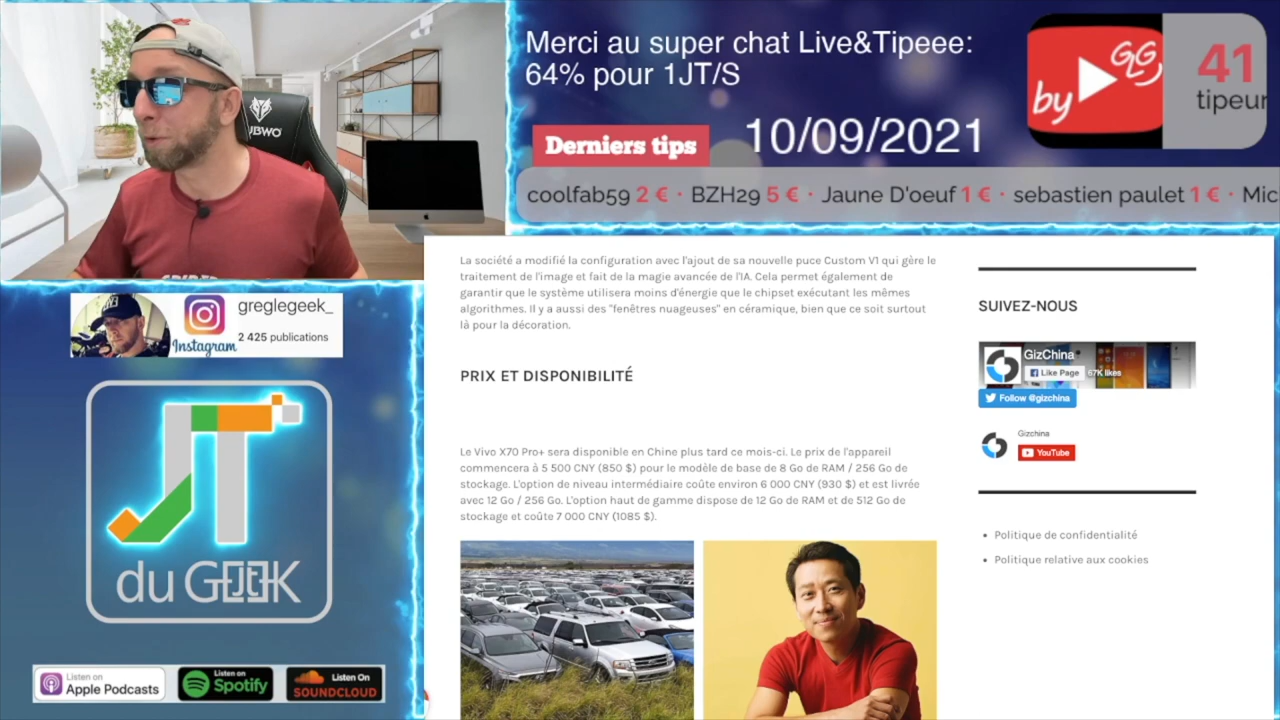 UBWO
Merci au super chat Live&Tipeee:
64% pour 1JT/S
by GLG
41
tipeur
Derniers tips
10/09/2021
coolfab59 2 € · BZH29 5 € · Jaune D'oeuf 1 € · sebastien paulet 1 € · Mic
greglegeek_
Instagram
2 425 publications
JT
du GEEK
Listen on
Apple Podcasts
Listen on
Spotify
Listen On
SOUNDCLOUD
La société a modifié la configuration avec l'ajout de sa nouvelle puce Custom V1 qui gère le
traitement de l'image et fait de la magie avancée de l'IA. Cela permet également de
garantir que le système utilisera moins d'énergie que le chipset exécutant les mêmes
algorithmes. Il y a aussi des "fenêtres nuageuses" en céramique, bien que ce soit surtout
là pour la décoration.
PRIX ET DISPONIBILITÉ
Le Vivo X70 Pro+ sera disponible en Chine plus tard ce mois-ci. Le prix de l'appareil
commencera à 5 500 CNY (850 $) pour le modèle de base de 8 Go de RAM / 256 Go de
stockage. L'option de niveau intermédiaire coûte environ 6 000 CNY (930 $) et est livrée
avec 12 Go / 256 Go. L'option haut de gamme dispose de 12 Go de RAM et de 512 Go de
stockage et coûte 7 000 CNY (1085 $).
SUIVEZ-NOUS
GizChina
Like Page
67K likes
Follow @gizchina
Gizchina
YouTube
Politique de confidentialité
Politique relative aux cookies